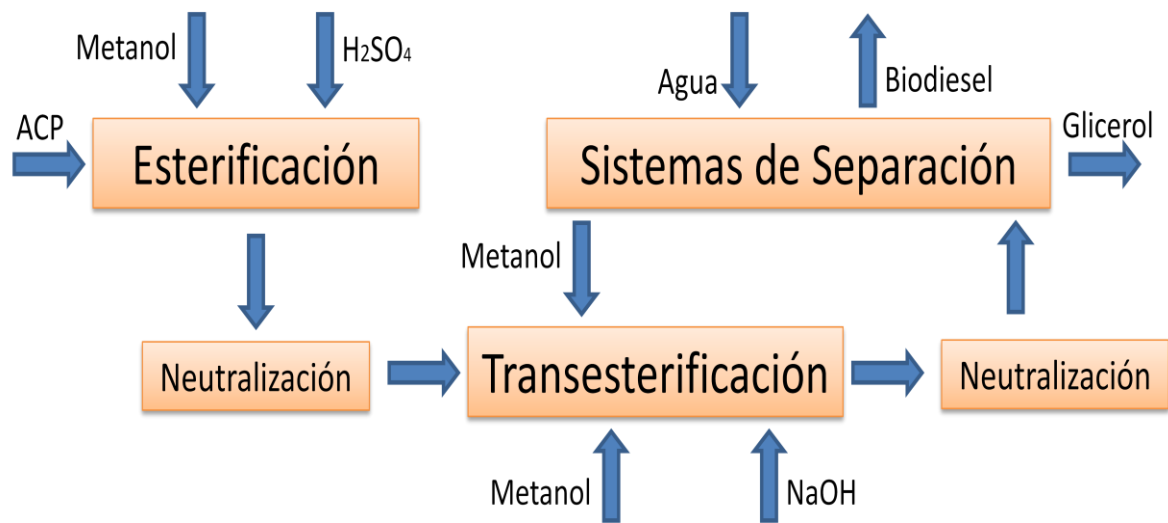 Metanol
H₂SO₄
ACP
Esterificación
Agua
Biodiesel
Sistemas de Separación
Glicerol
Metanol
Neutralización
Transesterificación
Neutralización
Metanol
NaOH